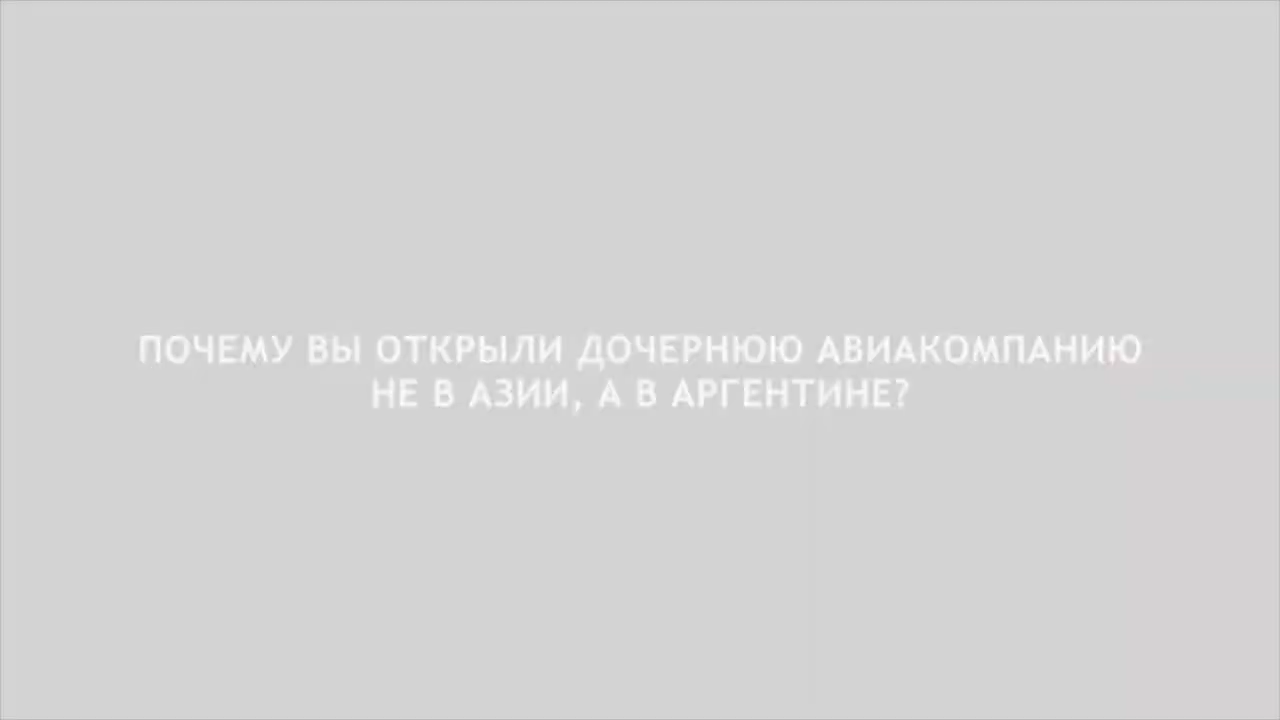 ПОЧЕМУ ВЫ ОТКРЫЛИ ДОЧЕРНЮЮ АВИАКОМПАНИЮ
НЕ В АЗИИ, А В АРГЕНТИНЕ?